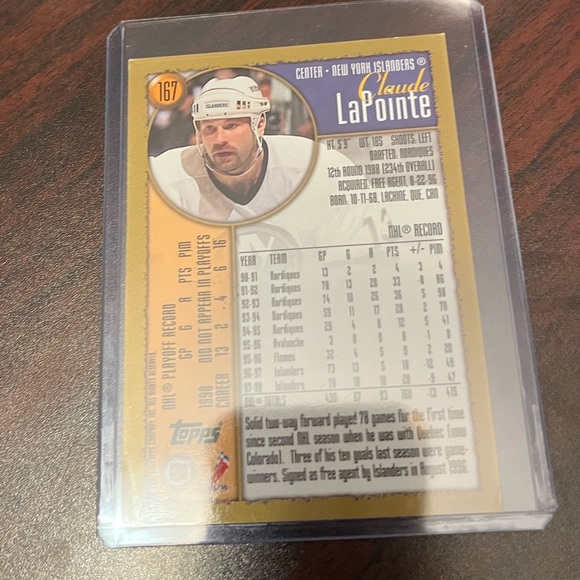 167
ISLANDERS
CENTER • NEW YORK ISLANDERS®
Claude
LaPointe
HT: 5'9" WT: 185 SHOOTS: LEFT
DRAFTED: NORDIQUES
12th ROUND 1988 (234th OVERALL)
ACQUIRED: FREE AGENT, 8-22-96
BORN: 10-11-68, LACHINE, QUE, CAN
NHL® RECORD
YEAR TEAM GP G A PTS +/- PIM
90-91 Nordiques 13 2 2 4 3 4
91-92 Nordiques 78 13 20 33 -8 86
92-93 Nordiques 74 10 26 36 5 98
93-94 Nordiques 59 11 17 28 2 70
94-95 Nordiques 29 4 8 12 5 41
95-96 Avalanche 3 0 0 0 -1 0
95-96 Flames 32 4 5 9 2 20
96-97 Islanders 73 13 5 18 -12 49
97-98 Islanders 78 10 10 20 -9 47
NHL® TOTALS 439 67 93 160 -13 415
Solid two-way forward played 78 games for the first time
since second NHL season when he was with Quebec (now
Colorado). Three of his ten goals last season were game-
winners. Signed as free agent by Islanders in August 1996.
NHL® PLAYOFF RECORD
GP G A PTS PIM
1998 DID NOT APPEAR IN PLAYOFFS
CAREER 13 2 4 6 16
Topps